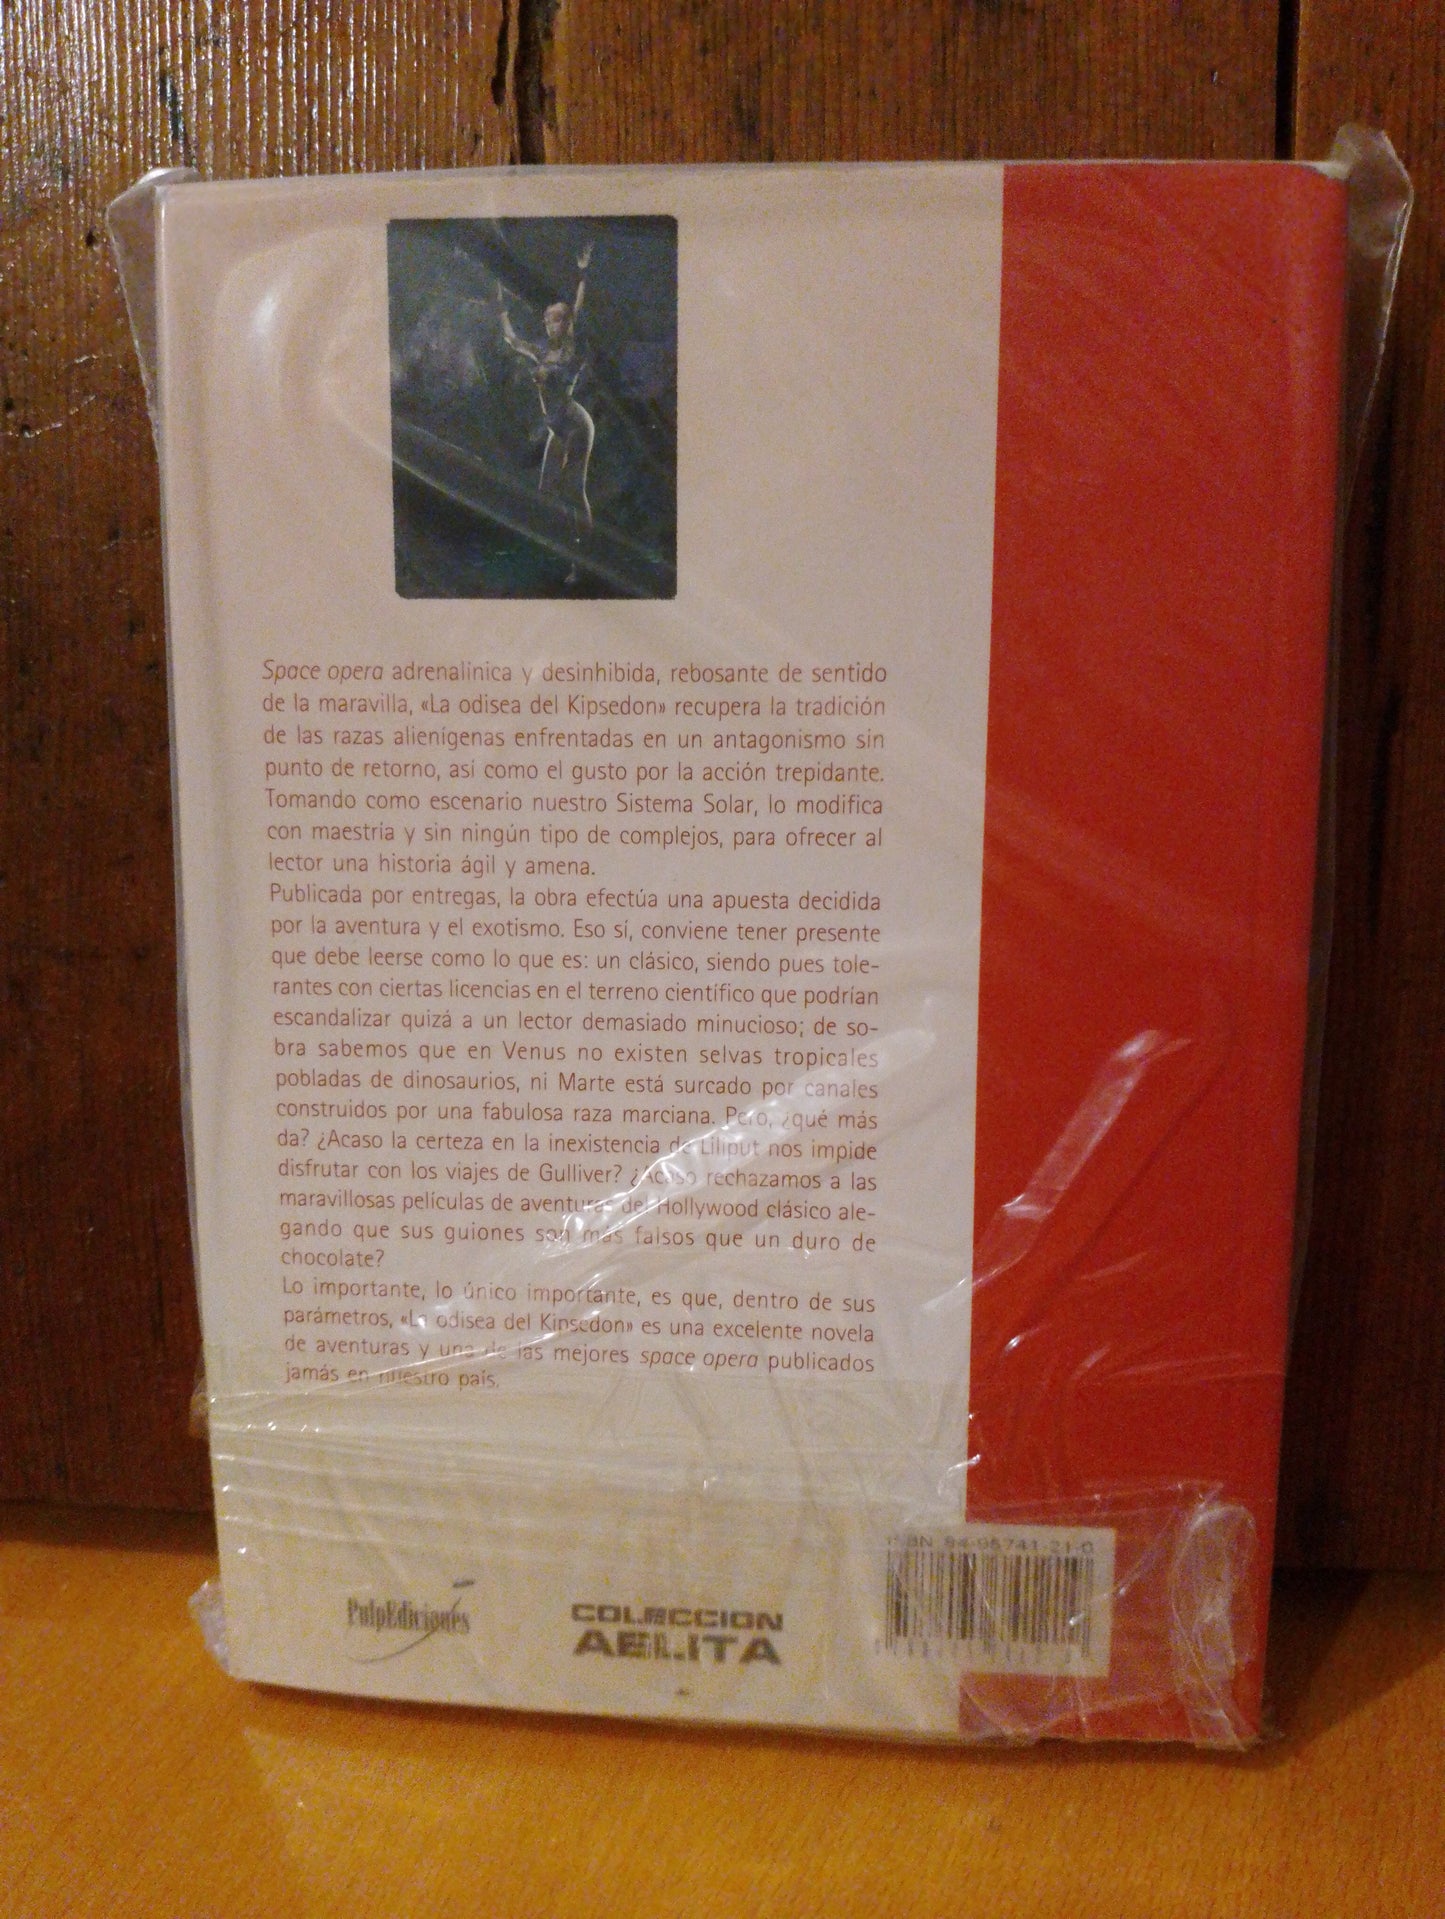 Space opera adrenalínica y desinhibida, rebosante de sentido
de la maravilla, «La odisea del Kipsedon» recupera la tradición
de las razas alienígenas enfrentadas en un antagonismo sin
punto de retorno, así como el gusto por la acción trepidante.
Tomando como escenario nuestro Sistema Solar, lo modifica
con maestría y sin ningún tipo de complejos, para ofrecer al
lector una historia ágil y amena.
Publicada por entregas, la obra efectúa una apuesta decidida
por la aventura y el exotismo. Eso sí, conviene tener presente
que debe leerse como lo que es: un clásico, siendo pues tole-
rantes con ciertas licencias en el terreno científico que podrían
escandalizar quizá a un lector demasiado minucioso; de so-
bra sabemos que en Venus no existen selvas tropicales
pobladas de dinosaurios, ni Marte está surcado por canales
construidos por una fabulosa raza marciana. Pero, ¿qué más
da? ¿Acaso la certeza en la inexistencia de Liliput nos impide
disfrutar con los viajes de Gulliver? ¿Acaso rechazamos a las
maravillosas películas de aventuras del Hollywood clásico ale-
gando que sus guiones son más falsos que un duro de
chocolate?
Lo importante, lo único importante, es que, dentro de sus
parámetros, «La odisea del Kipsedon» es una excelente novela
de aventuras y una de las mejores space opera publicados
jamás en nuestro país.
ISBN 84-95741-21-0
PulpEdiciones
COLECCION
AELITA